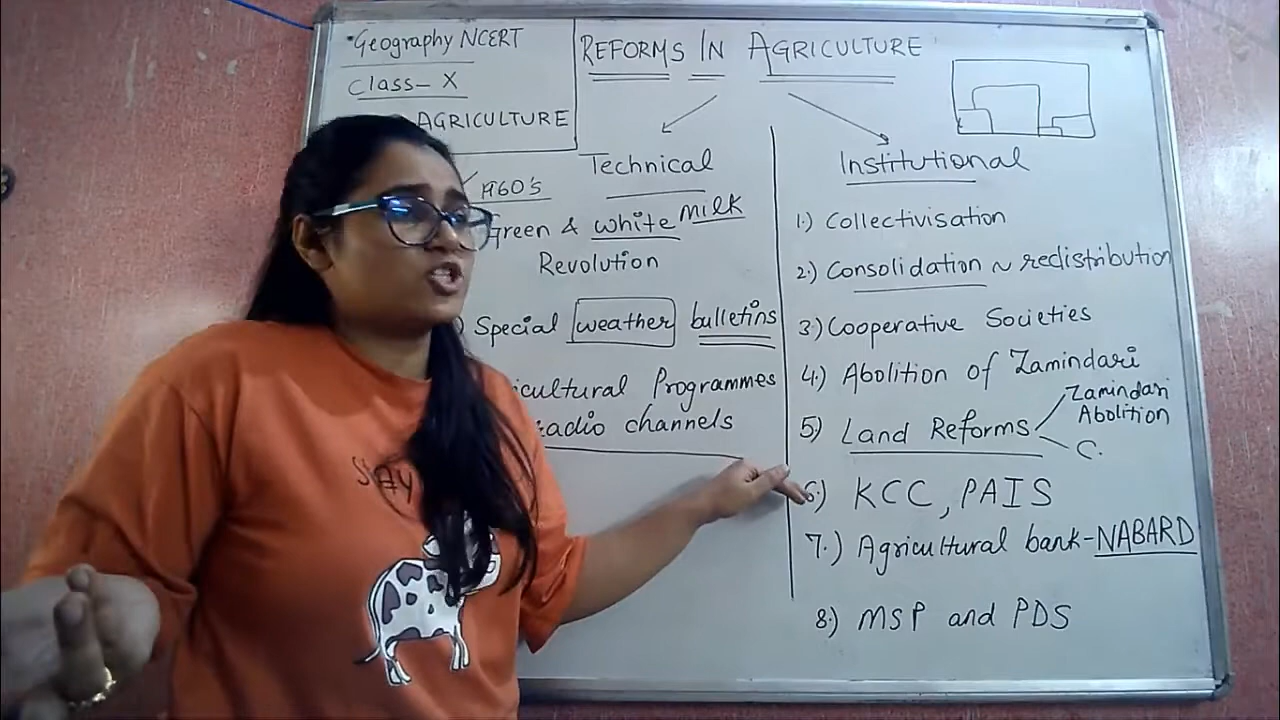 Geography NCERT
Class-X
AGRICULTURE
REFORMS IN AGRICULTURE
Technical
1960's
Green & white Milk
Revolution
Special weather bulletins
Programmes
channels
Institutional
1.) Collectivisation
2.) Consolidation ~ redistribution
3.) Cooperative Societies
4.) Abolition of Zamindari
5.) Land Reforms
Zamindari
Abolition
C.
6.) KCC, PAIS
7.) Agricultural bank-NABARD
8.) MSP and PDS